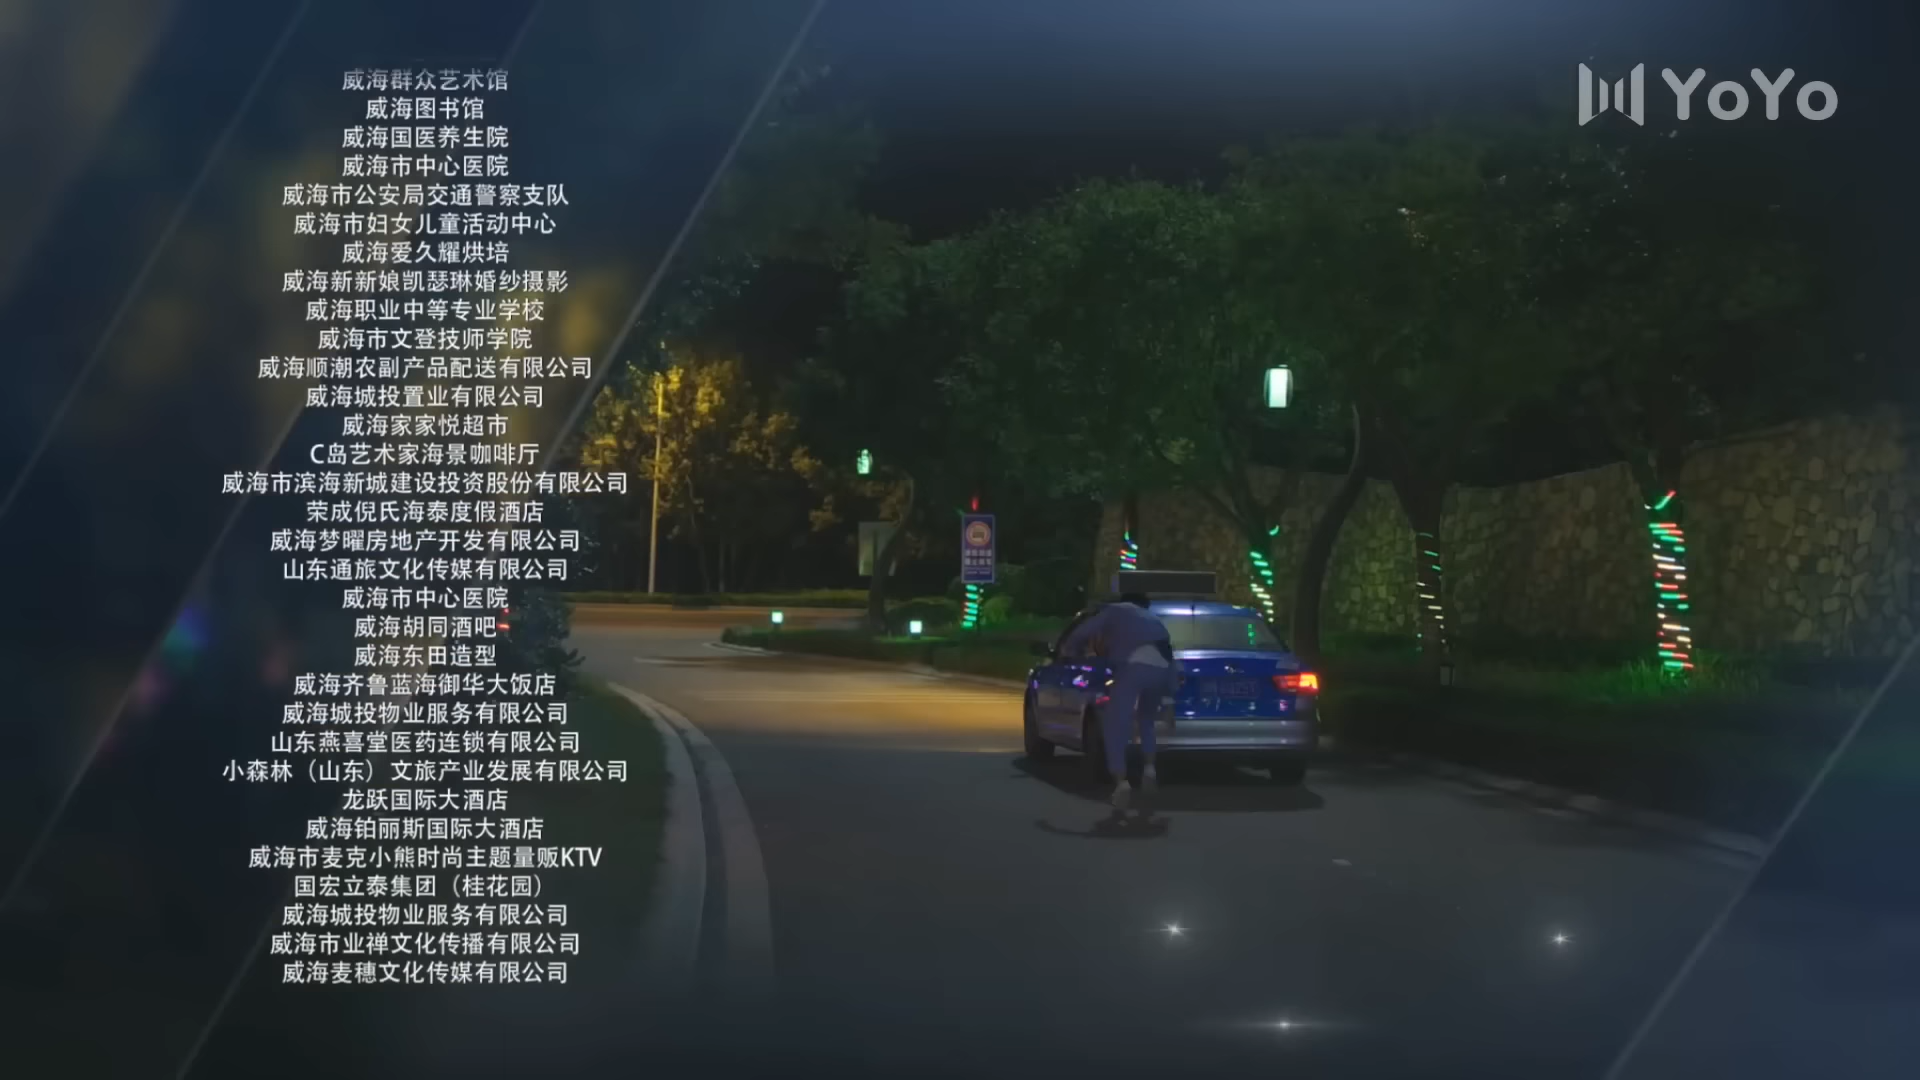 威海群众艺术馆
威海图书馆
威海国医养生院
威海市中心医院
威海市公安局交通警察支队
威海市妇女儿童活动中心
威海爱久耀烘培
威海新新娘凯瑟琳婚纱摄影
威海职业中等专业学校
威海市文登技师学院
威海顺潮农副产品配送有限公司
威海城投置业有限公司
威海家家悦超市
C岛艺术家海景咖啡厅
威海市滨海新城建设投资股份有限公司
荣成倪氏海泰度假酒店
威海梦曜房地产开发有限公司
山东通旅文化传媒有限公司
威海市中心医院
威海胡同酒吧
威海东田造型
威海齐鲁蓝海御华大饭店
威海城投物业服务有限公司
山东燕喜堂医药连锁有限公司
小森林（山东）文旅产业发展有限公司
龙跃国际大酒店
威海铂丽斯国际大酒店
威海市麦克小熊时尚主题量贩KTV
国宏立泰集团（桂花园）
威海城投物业服务有限公司
威海市业禅文化传播有限公司
威海麦穗文化传媒有限公司
YoYo